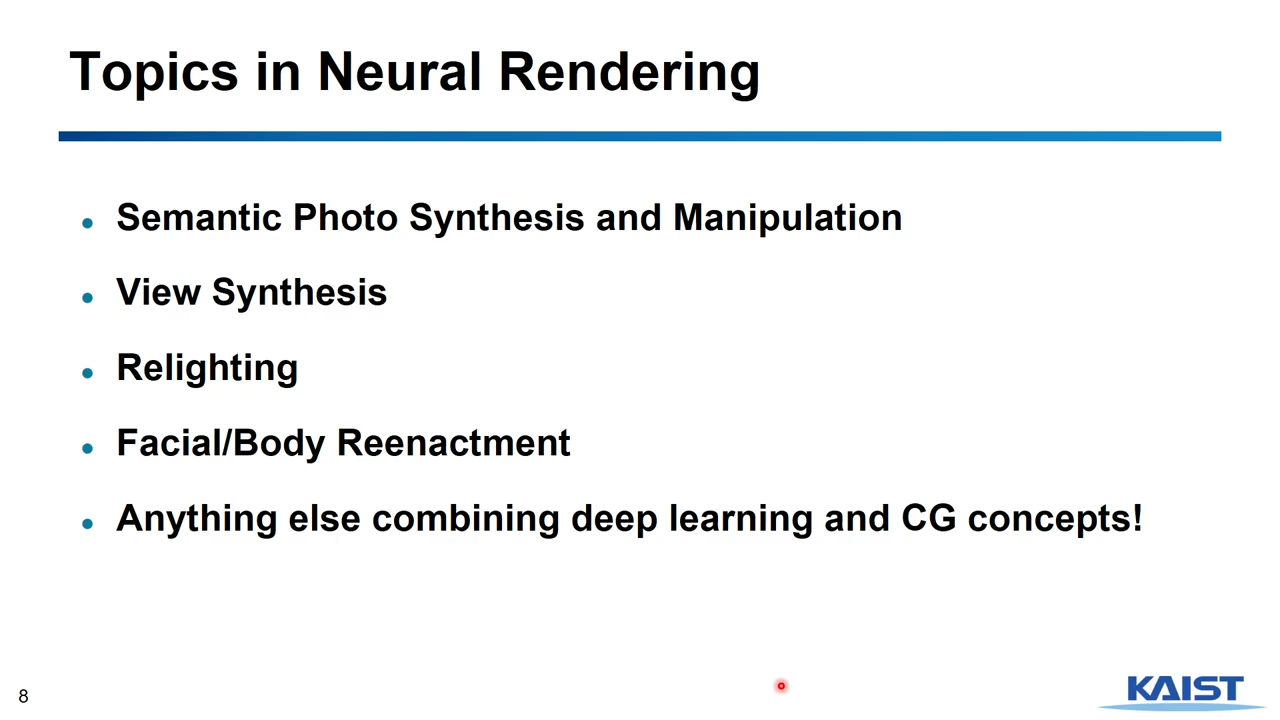 Topics in Neural Rendering
Semantic Photo Synthesis and Manipulation
View Synthesis
Relighting
Facial/Body Reenactment
Anything else combining deep learning and CG concepts!
8
KAIST